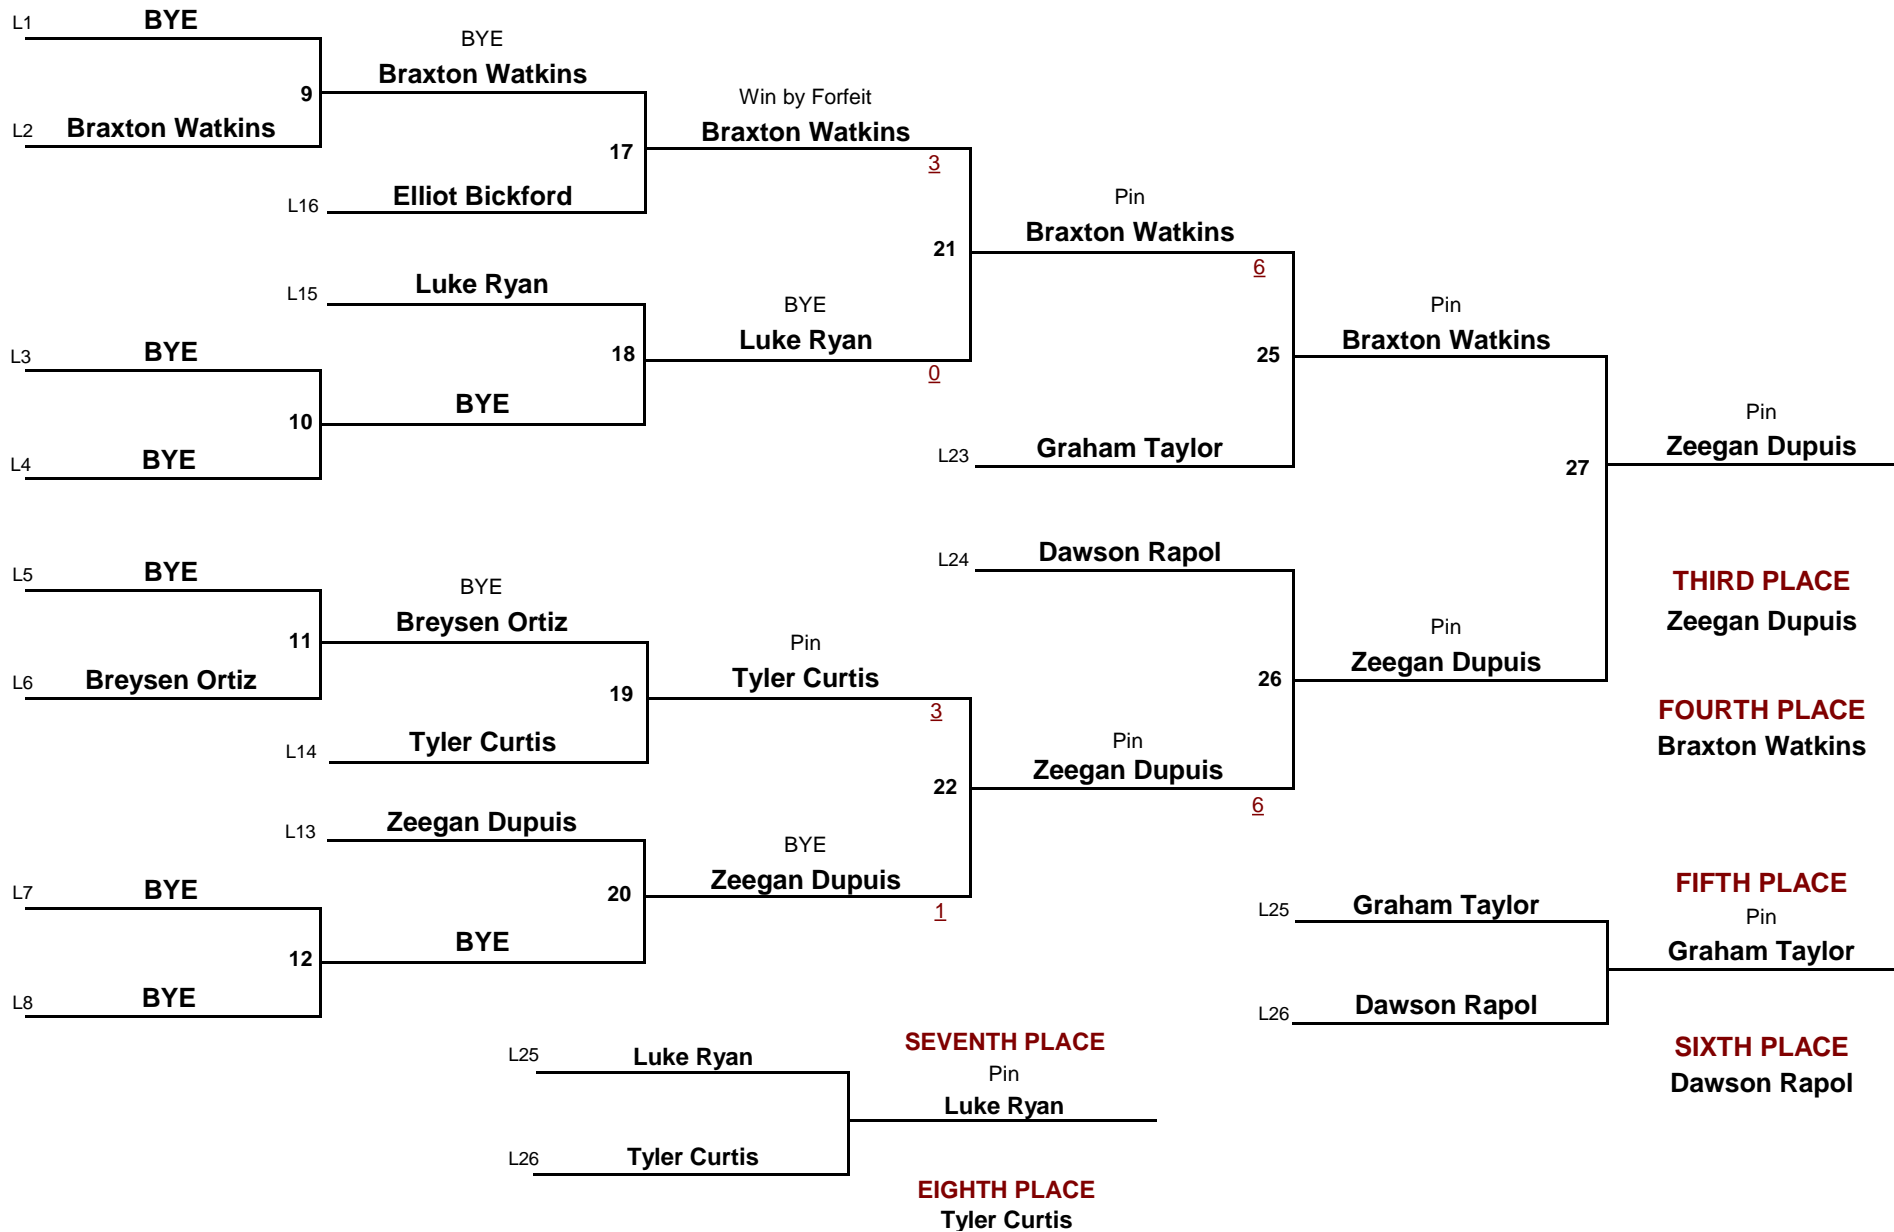 L1 BYE
BYE
Braxton Watkins
9
L2 Braxton Watkins
Win by Forfeit
Braxton Watkins
3
17
L16 Elliot Bickford
Pin
Braxton Watkins
6
21
L15 Luke Ryan
BYE
Luke Ryan
0
18
L3 BYE
BYE
10
L4 BYE
Pin
Braxton Watkins
25
L23 Graham Taylor
Pin
Zeegan Dupuis
27
L24 Dawson Rapol
THIRD PLACE
Zeegan Dupuis
L5 BYE
BYE
Breysen Ortiz
11
L6 Breysen Ortiz
Pin
Tyler Curtis
3
19
L14 Tyler Curtis
Pin
Zeegan Dupuis
26
FOURTH PLACE
Braxton Watkins
Pin
Zeegan Dupuis
6
22
L13 Zeegan Dupuis
BYE
Zeegan Dupuis
1
20
L7 BYE
BYE
12
L8 BYE
L25 Graham Taylor
FIFTH PLACE
Pin
Graham Taylor
L26 Dawson Rapol
SIXTH PLACE
Dawson Rapol
L25 Luke Ryan
SEVENTH PLACE
Pin
Luke Ryan
L26 Tyler Curtis
EIGHTH PLACE
Tyler Curtis